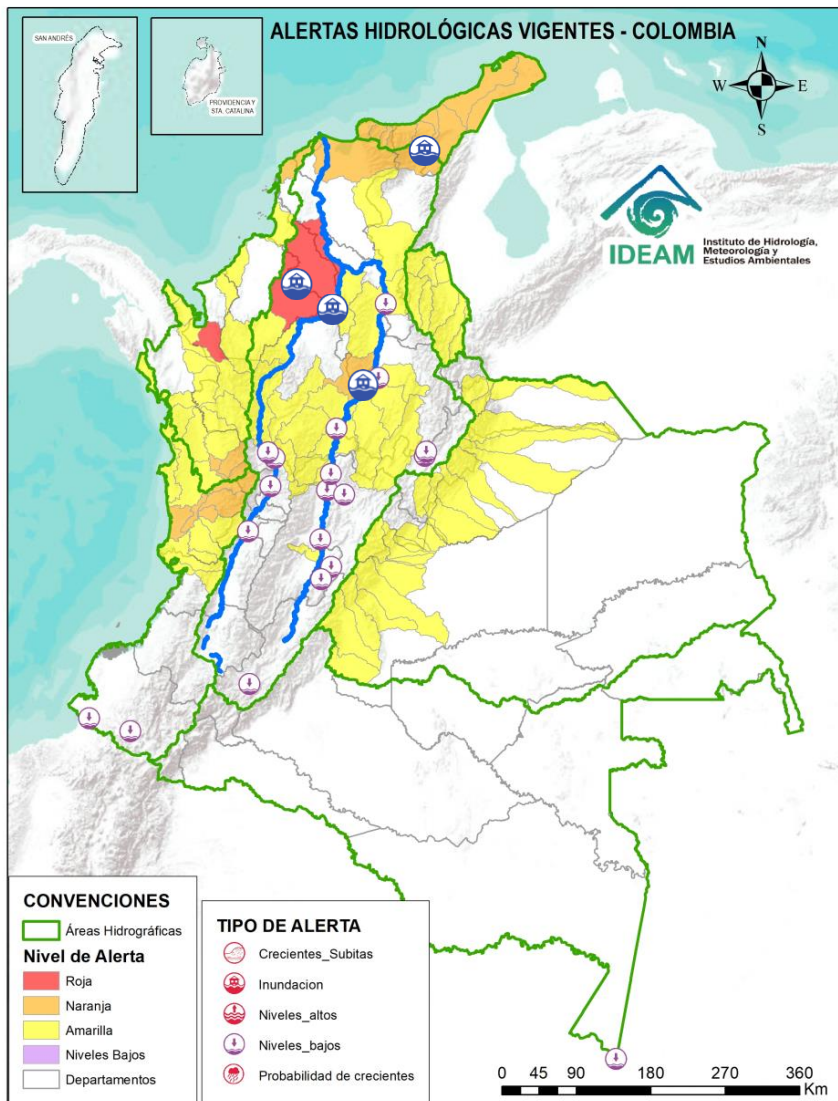 ALERTAS HIDROLÓGICAS VIGENTES - COLOMBIA
SAN ANDRÉS
PROVIDENCIA Y
STA. CATALINA
N
W E
S
IDEAM
Instituto de Hidrología,
Meteorología y
Estudios Ambientales
CONVENCIONES
Áreas Hidrográficas
Nivel de Alerta
Roja
Naranja
Amarilla
Niveles Bajos
Departamentos
TIPO DE ALERTA
Crecientes_Subitas
Inundacion
Niveles_altos
Niveles_bajos
Probabilidad de crecientes
0 45 90 180 270 360
Km